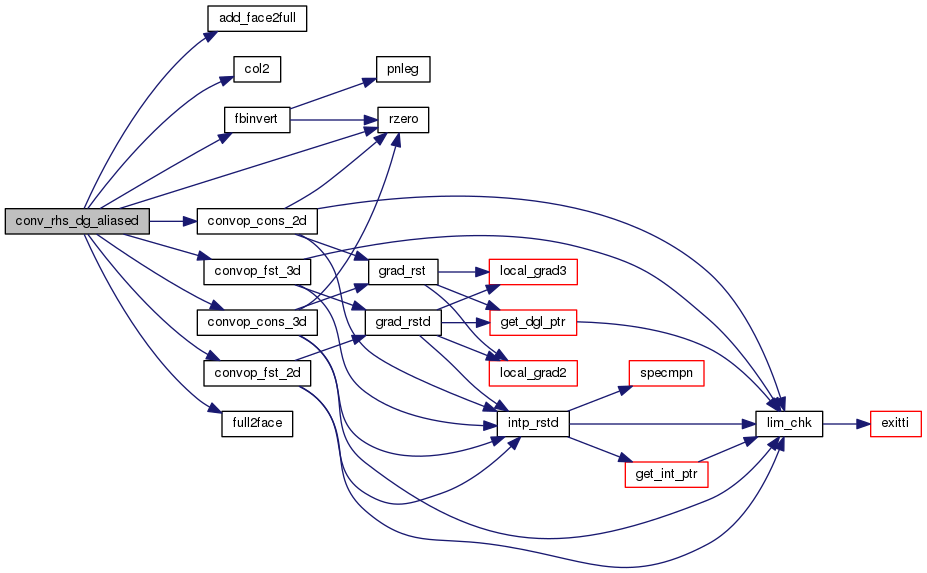 add_face2full
col2
pnleg
fbinvert
rzero
conv_rhs_dg_aliased
convop_cons_2d
convop_fst_3d
grad_rst
local_grad3
convop_cons_3d
grad_rstd
get_dgl_ptr
convop_fst_2d
local_grad2
specmpn
full2face
intp_rstd
lim_chk
exitti
get_int_ptr